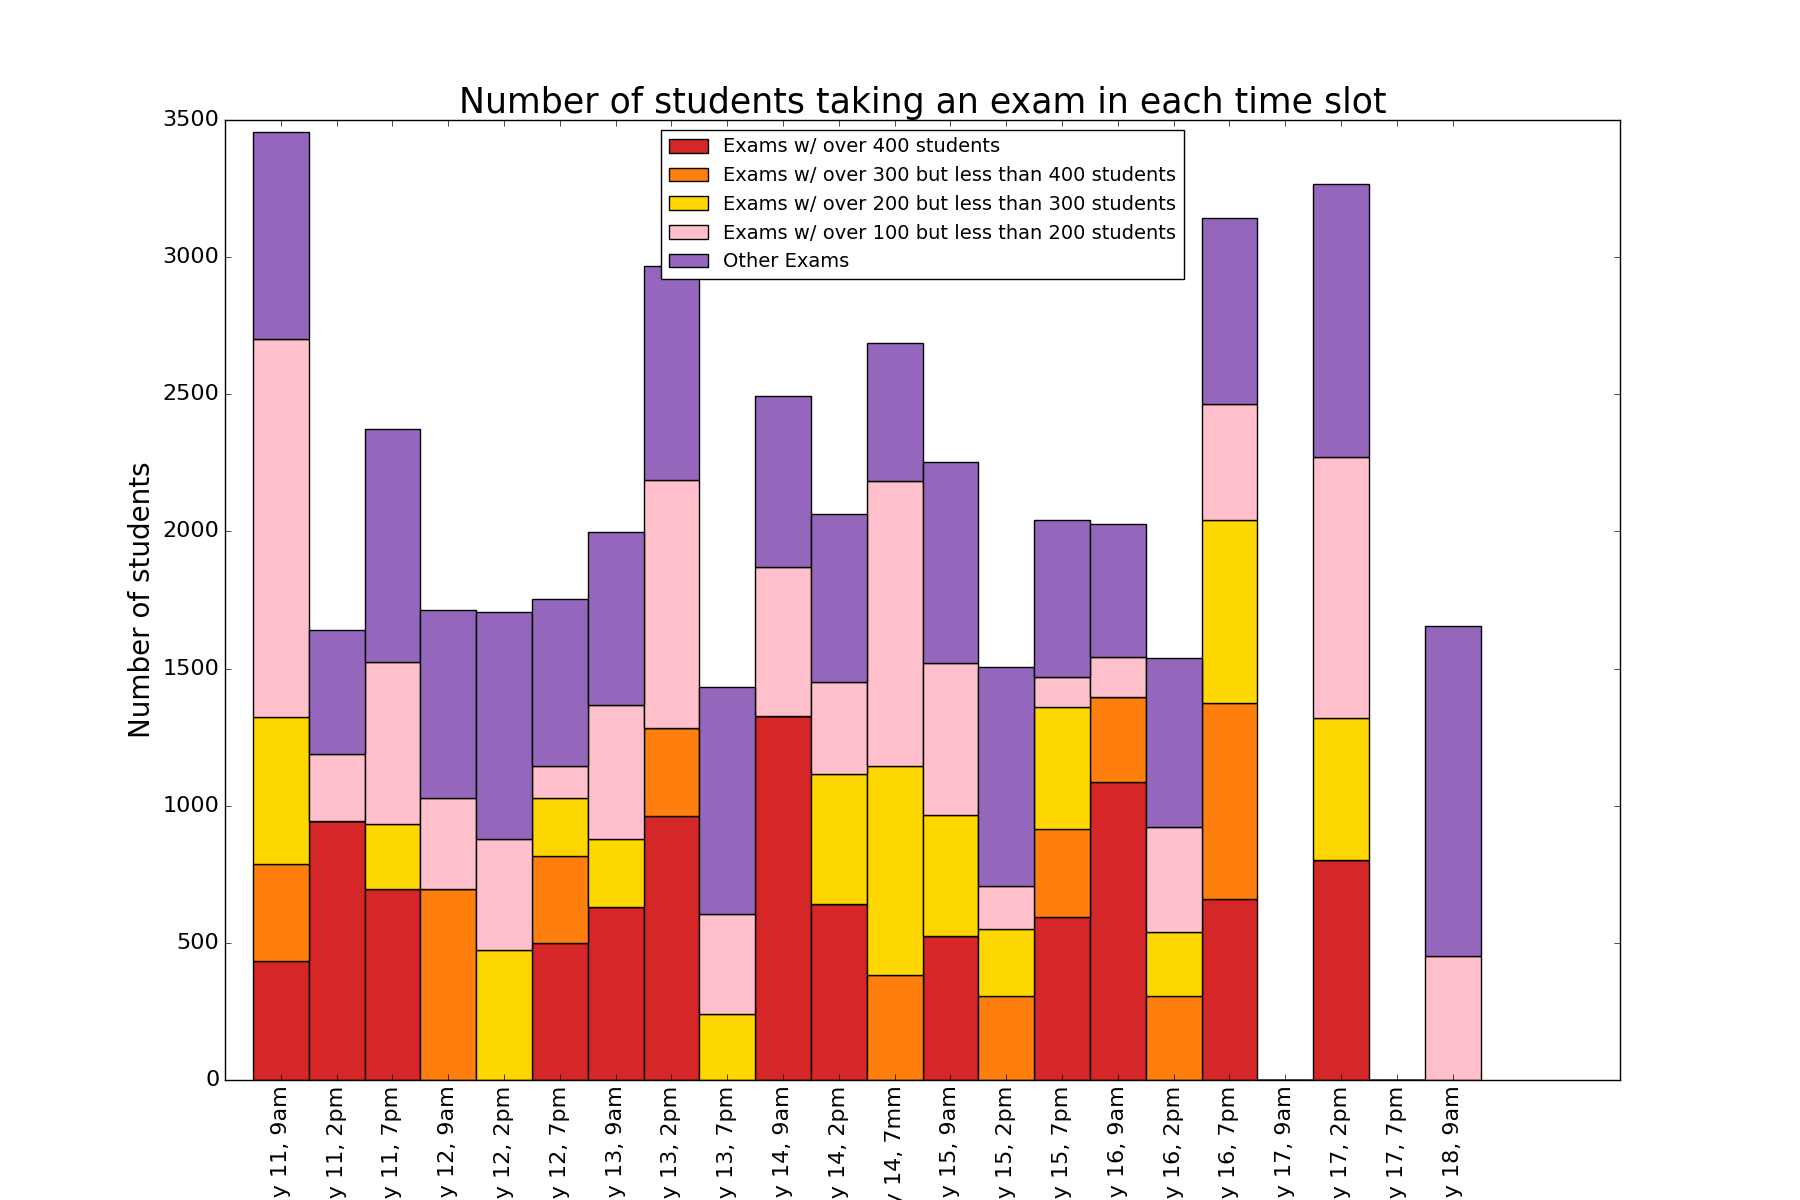 Number of students taking an exam in each time slot
Exams w/ over 400 students
Exams w/ over 300 but less than 400 students
Exams w/ over 200 but less than 300 students
Exams w/ over 100 but less than 200 students
Other Exams
Number of students
3500
3000
2500
2000
1500
1000
500
0
y 11, 9am
y 11, 2pm
y 11, 7pm
y 12, 9am
y 12, 2pm
y 12, 7pm
y 13, 9am
y 13, 2pm
y 13, 7pm
y 14, 9am
y 14, 2pm
y 14, 7mm
y 15, 9am
y 15, 2pm
y 15, 7pm
y 16, 9am
y 16, 2pm
y 16, 7pm
y 17, 9am
y 17, 2pm
y 17, 7pm
y 18, 9am